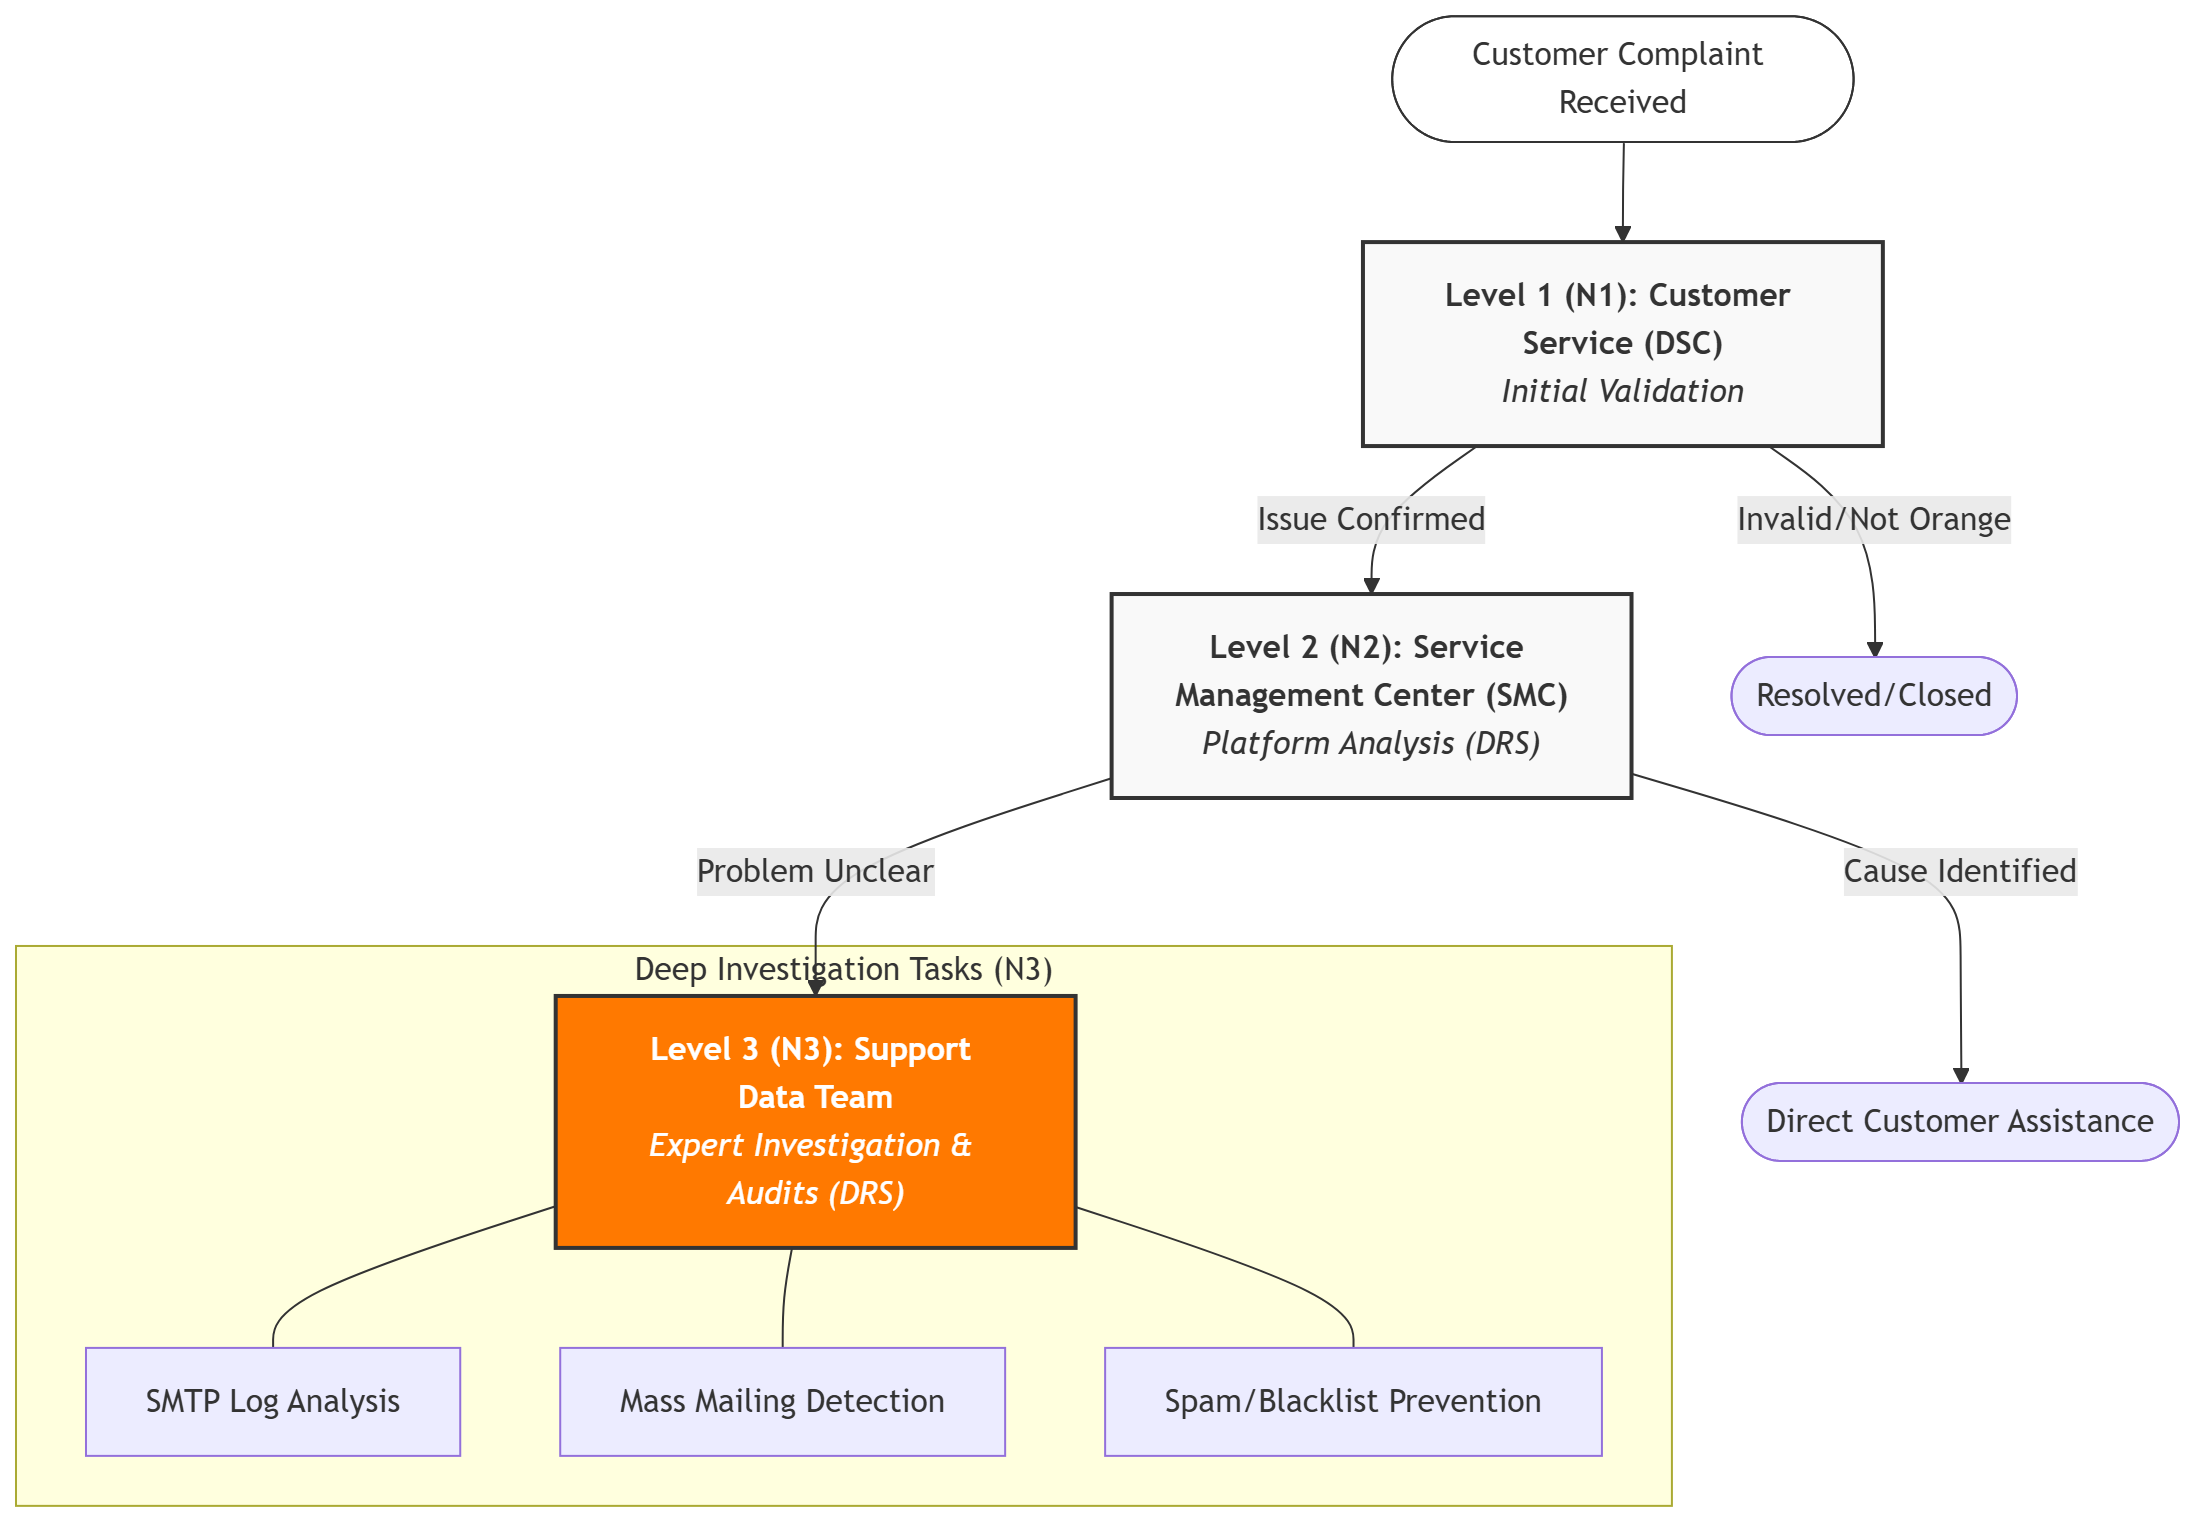 Customer Complaint
Received
Level 1 (N1): Customer
Service (DSC)
Initial Validation
Issue Confirmed
Invalid/Not Orange
Level 2 (N2): Service
Management Center (SMC)
Platform Analysis (DRS)
Resolved/Closed
Problem Unclear
Cause Identified
Deep Investigation Tasks (N3)
Level 3 (N3): Support
Data Team
Expert Investigation &
Audits (DRS)
Direct Customer Assistance
SMTP Log Analysis
Mass Mailing Detection
Spam/Blacklist Prevention